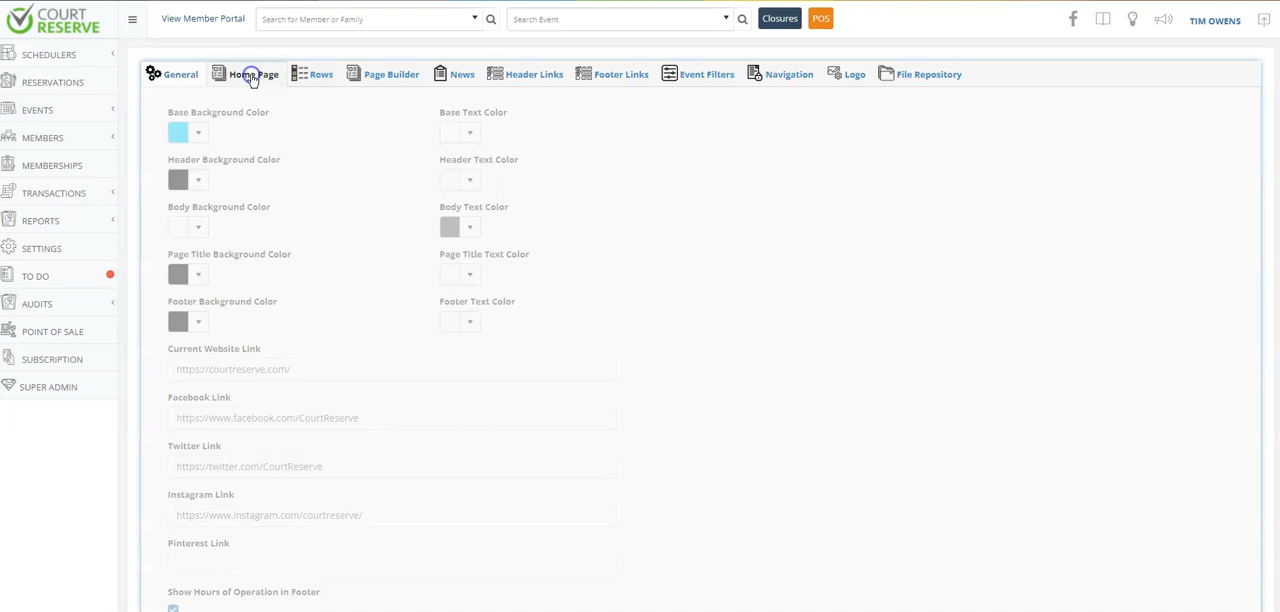 COURT
RESERVE
View Member Portal
Search for Member or Family
Search Event
Closures
POS
TIM OWENS
SCHEDULERS
RESERVATIONS
EVENTS
MEMBERS
MEMBERSHIPS
TRANSACTIONS
REPORTS
SETTINGS
TO DO
AUDITS
POINT OF SALE
SUBSCRIPTION
SUPER ADMIN
General
Home Page
Rows
Page Builder
News
Header Links
Footer Links
Event Filters
Navigation
Logo
File Repository
Base Background Color
Base Text Color
Header Background Color
Header Text Color
Body Background Color
Body Text Color
Page Title Background Color
Page Title Text Color
Footer Background Color
Footer Text Color
Current Website Link
https://courtreserve.com/
Facebook Link
https://www.facebook.com/CourtReserve
Twitter Link
https://twitter.com/CourtReserve
Instagram Link
https://www.instagram.com/courtreserve/
Pinterest Link
Show Hours of Operation in Footer